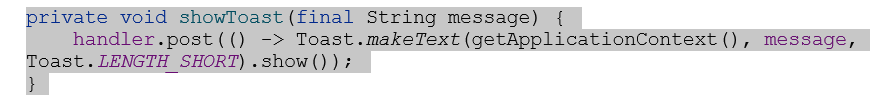 private void showToast(final String message) {
    handler.post(() -> Toast.makeText(getApplicationContext(), message,
Toast.LENGTH_SHORT).show());
}